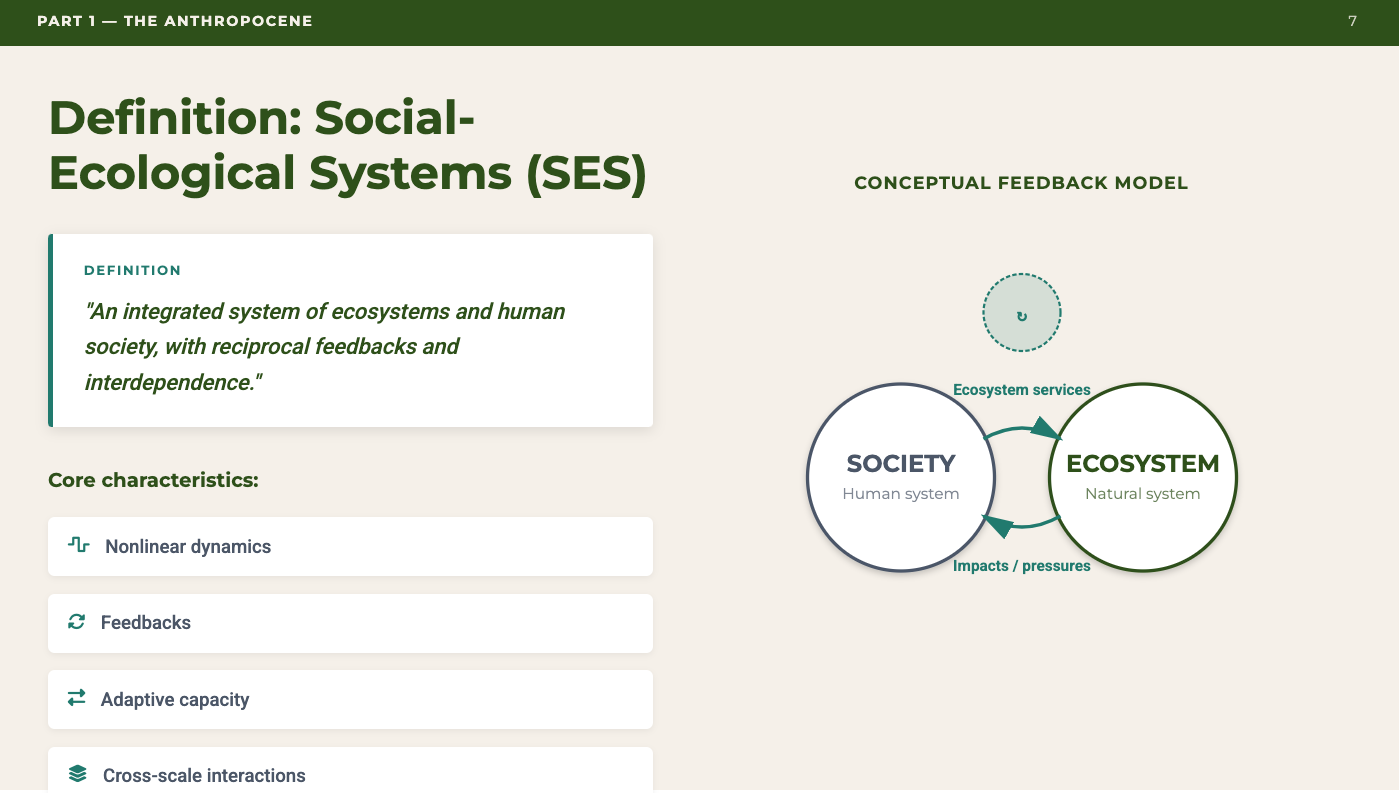 PART 1 — THE ANTHROPOCENE
7
Definition: Social-
Ecological Systems (SES)
DEFINITION
"An integrated system of ecosystems and human
society, with reciprocal feedbacks and
interdependence."
Core characteristics:
Nonlinear dynamics
Feedbacks
Adaptive capacity
Cross-scale interactions
CONCEPTUAL FEEDBACK MODEL
↻
Ecosystem services
SOCIETY
Human system
ECOSYSTEM
Natural system
Impacts / pressures